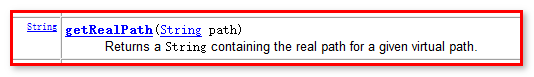 String getRealPath(String path)
Returns a String containing the real path for a given virtual path.